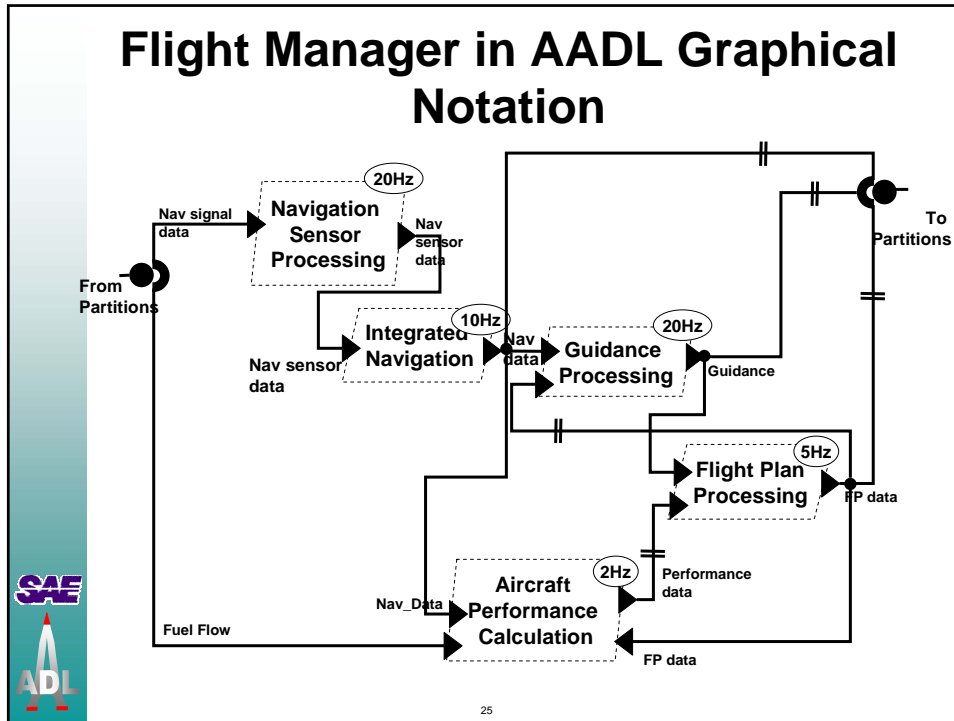 Flight Manager in AADL Graphical
Notation
20Hz
Navigation
Sensor
Processing
Nav signal
data
Nav
sensor
data
To
Partitions
From
Partitions
10Hz
Integrated
Navigation
Nav sensor
data
Nav
data
20Hz
Guidance
Processing
Guidance
5Hz
Flight Plan
Processing
FP data
2Hz
Aircraft
Performance
Calculation
Performance
data
Nav_Data
Fuel Flow
FP data
SAE
ADL
25